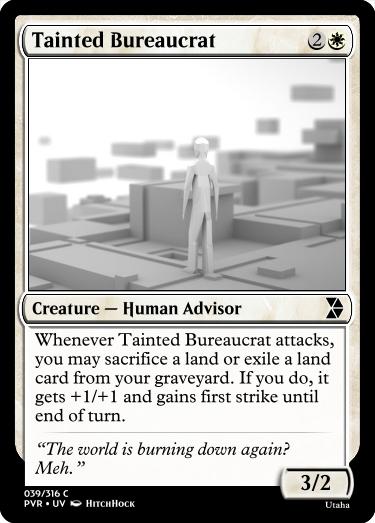 Tainted Bureaucrat 2
Creature — Human Advisor
Whenever Tainted Bureaucrat attacks,
you may sacrifice a land or exile a land
card from your graveyard. If you do, it
gets +1/+1 and gains first strike until
end of turn.
"The world is burning down again?
Meh."
3/2
039/316 C
PVR • UV HitchHock
Utaha